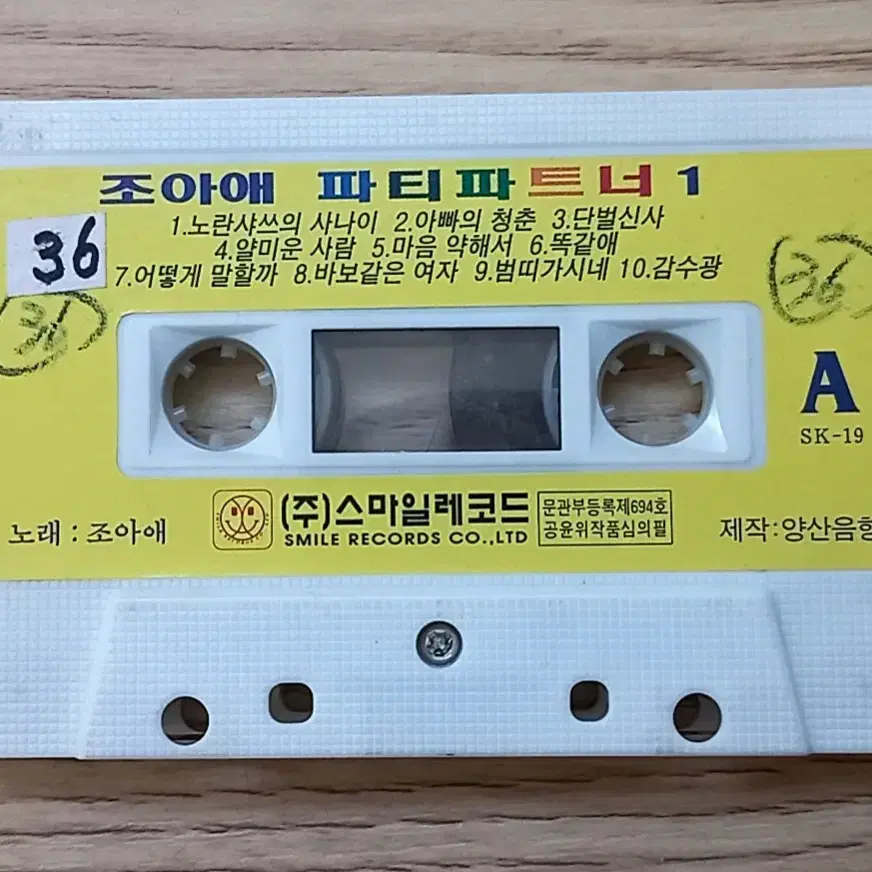 조아애 파티파트너 1
1.노란샤쓰의 사나이 2.아빠의 청춘 3.단벌신사
4.얄미운 사람 5.마음 약해서 6.똑같애
7.어떻게 말할까 8.바보같은 여자 9.범띠가시네 10.감수광
36
36
36
A
SK-19
노래 : 조아애
(주)스마일레코드
SMILE RECORDS CO.,LTD
문관부등록제694호
공윤위작품심의필
제작:양산음향